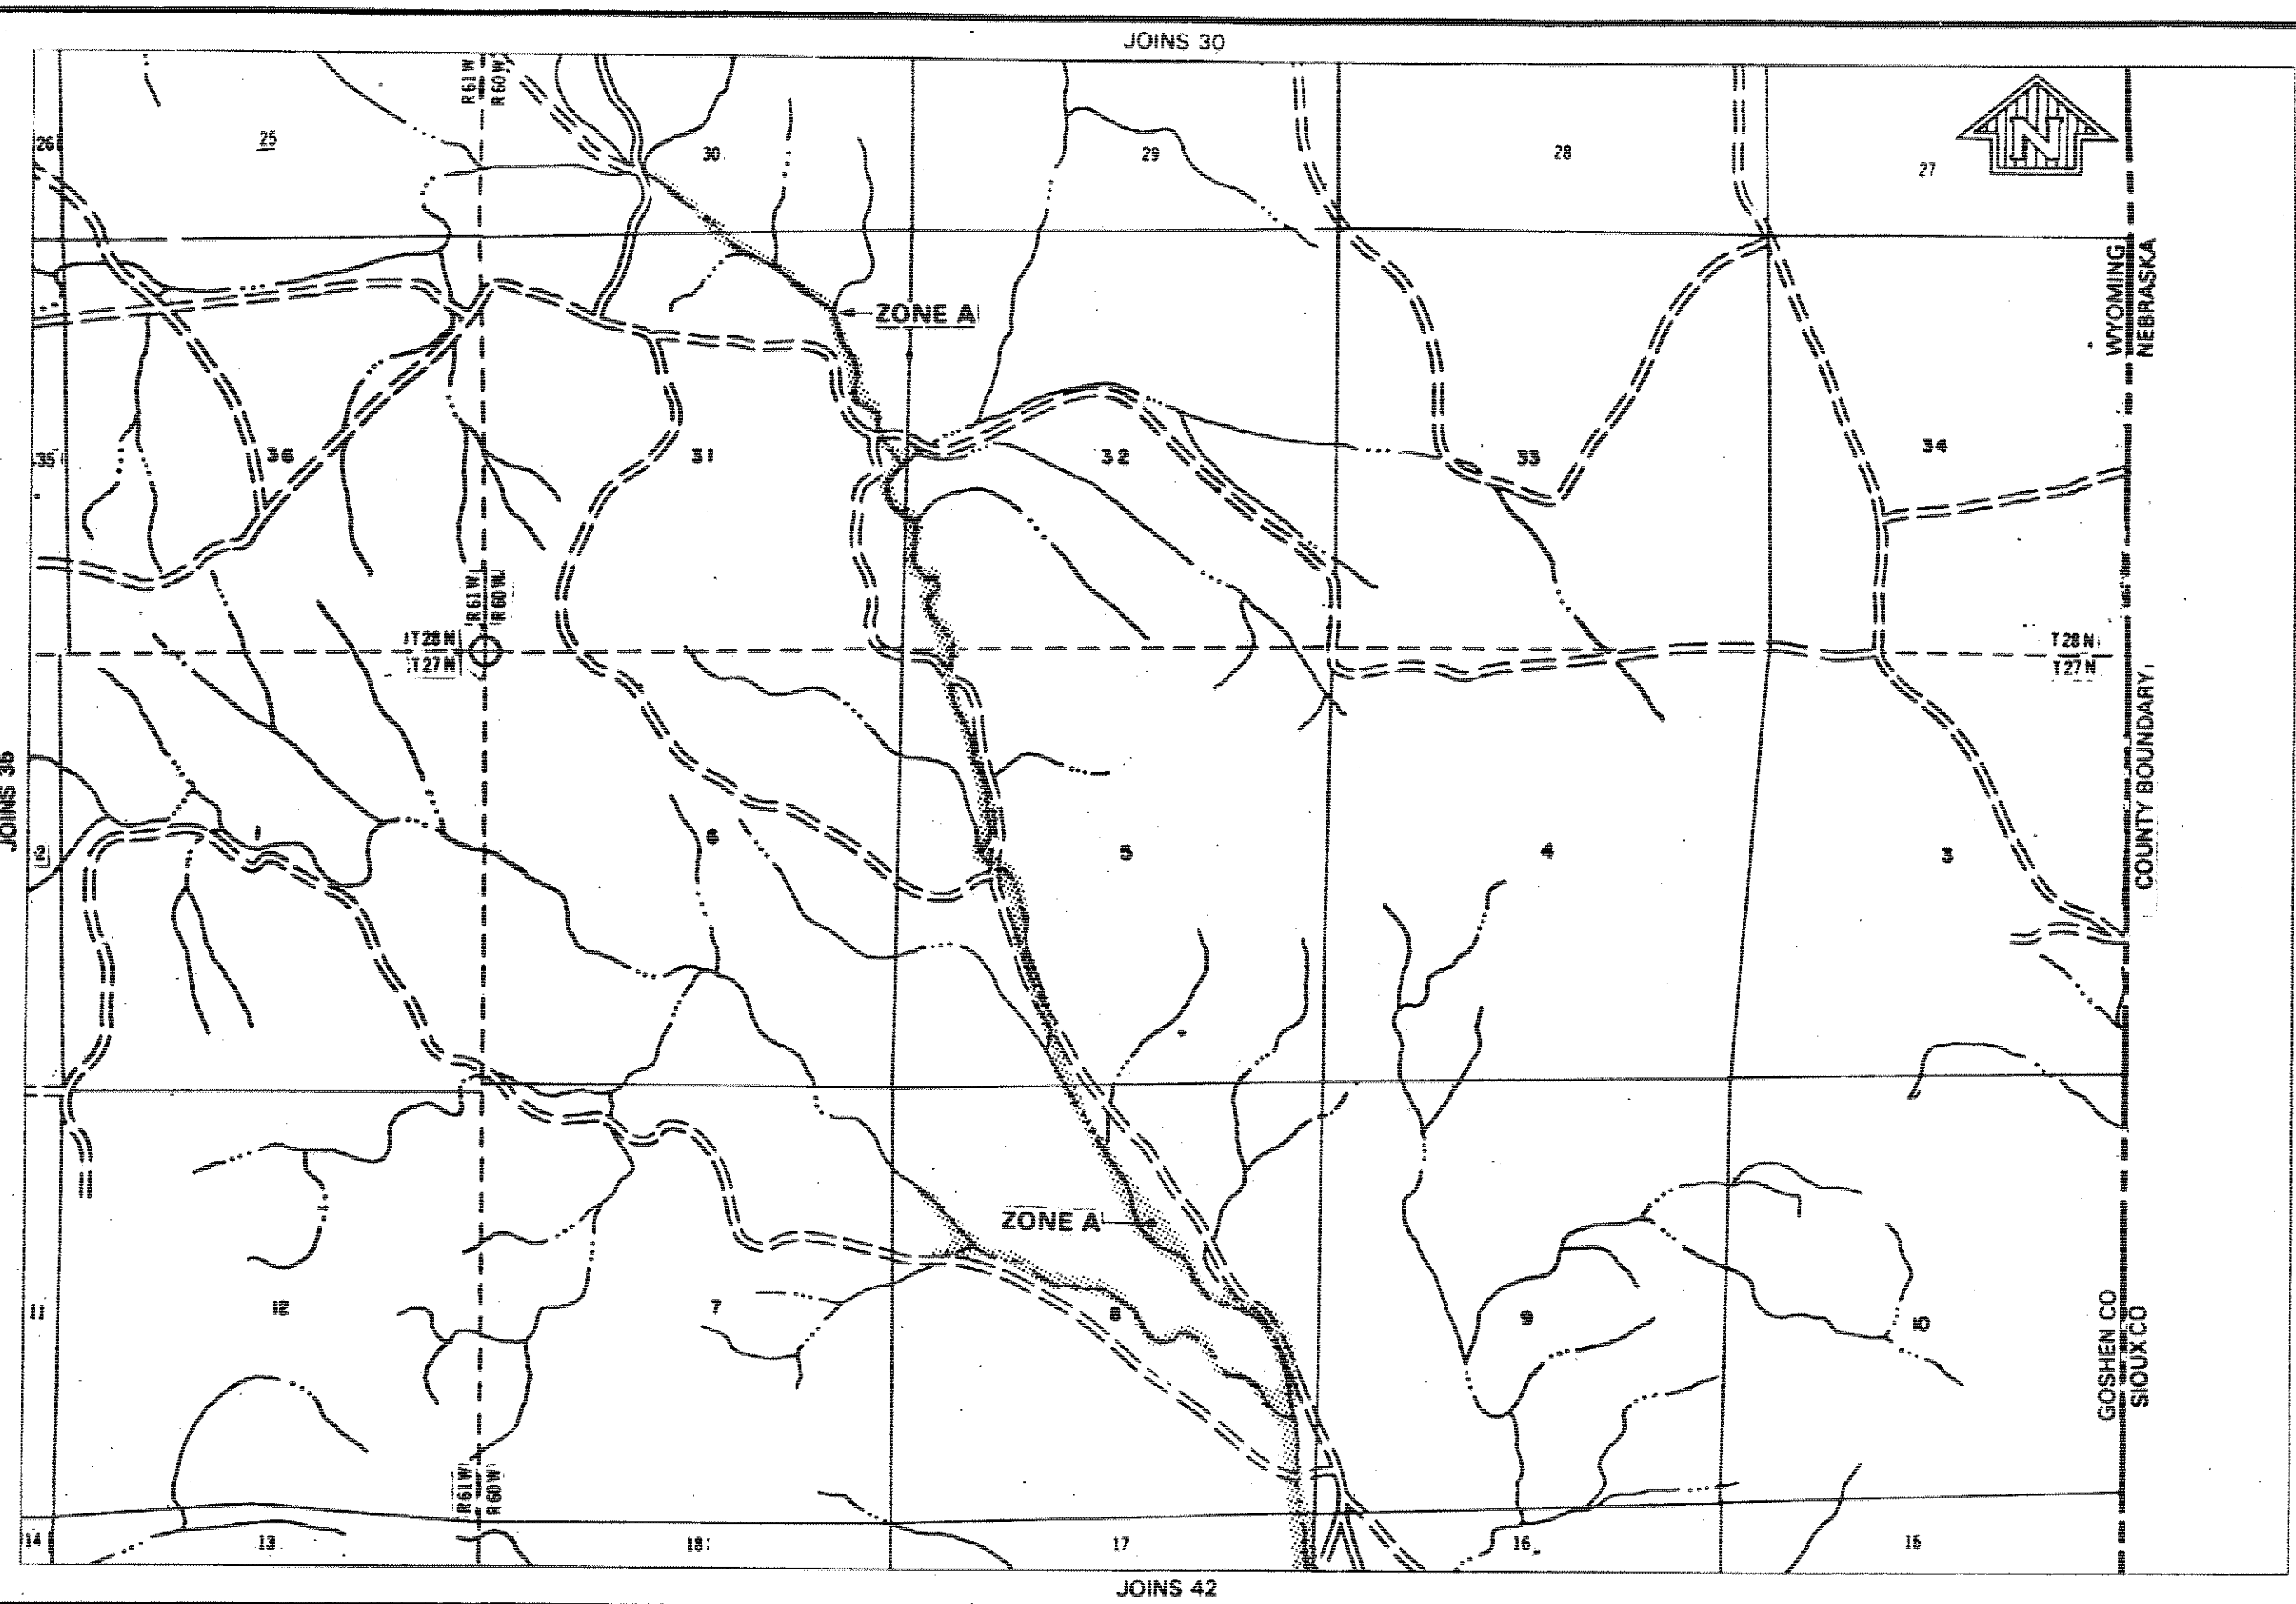 JOINS 30
R 61 W
R 60 W
N
26
25
30
29
28
27
WYOMING
NEBRASKA
ZONE A
35
36
31
32
33
34
R 61 W
R 60 W
T 28 N
T 27 N
T 28 N
T 27 N
COUNTY BOUNDARY
JOINS 36
2
1
6
5
4
3
ZONE A
11
12
7
8
9
10
GOSHEN CO
SIOUX CO
R 61 W
R 60 W
14
13
18
17
16
15
JOINS 42